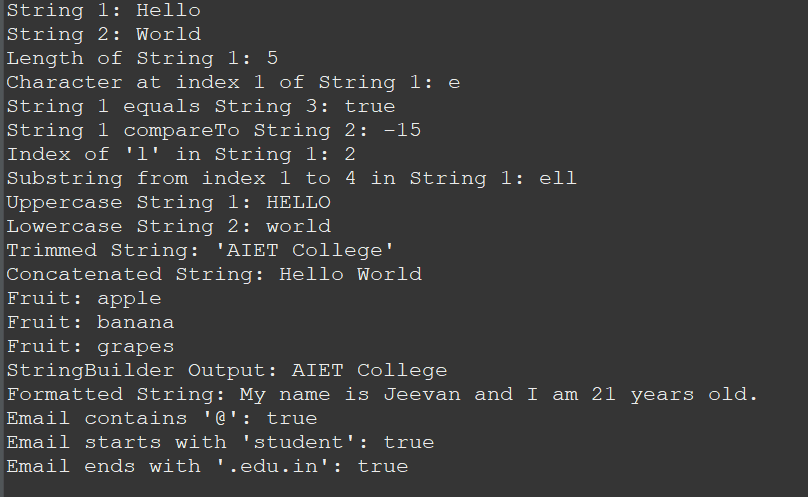 String 1: Hello
String 2: World
Length of String 1: 5
Character at index 1 of String 1: e
String 1 equals String 3: true
String 1 compareTo String 2: -15
Index of 'l' in String 1: 2
Substring from index 1 to 4 in String 1: ell
Uppercase String 1: HELLO
Lowercase String 2: world
Trimmed String: 'AIET College'
Concatenated String: Hello World
Fruit: apple
Fruit: banana
Fruit: grapes
StringBuilder Output: AIET College
Formatted String: My name is Jeevan and I am 21 years old.
Email contains '@': true
Email starts with 'student': true
Email ends with '.edu.in': true